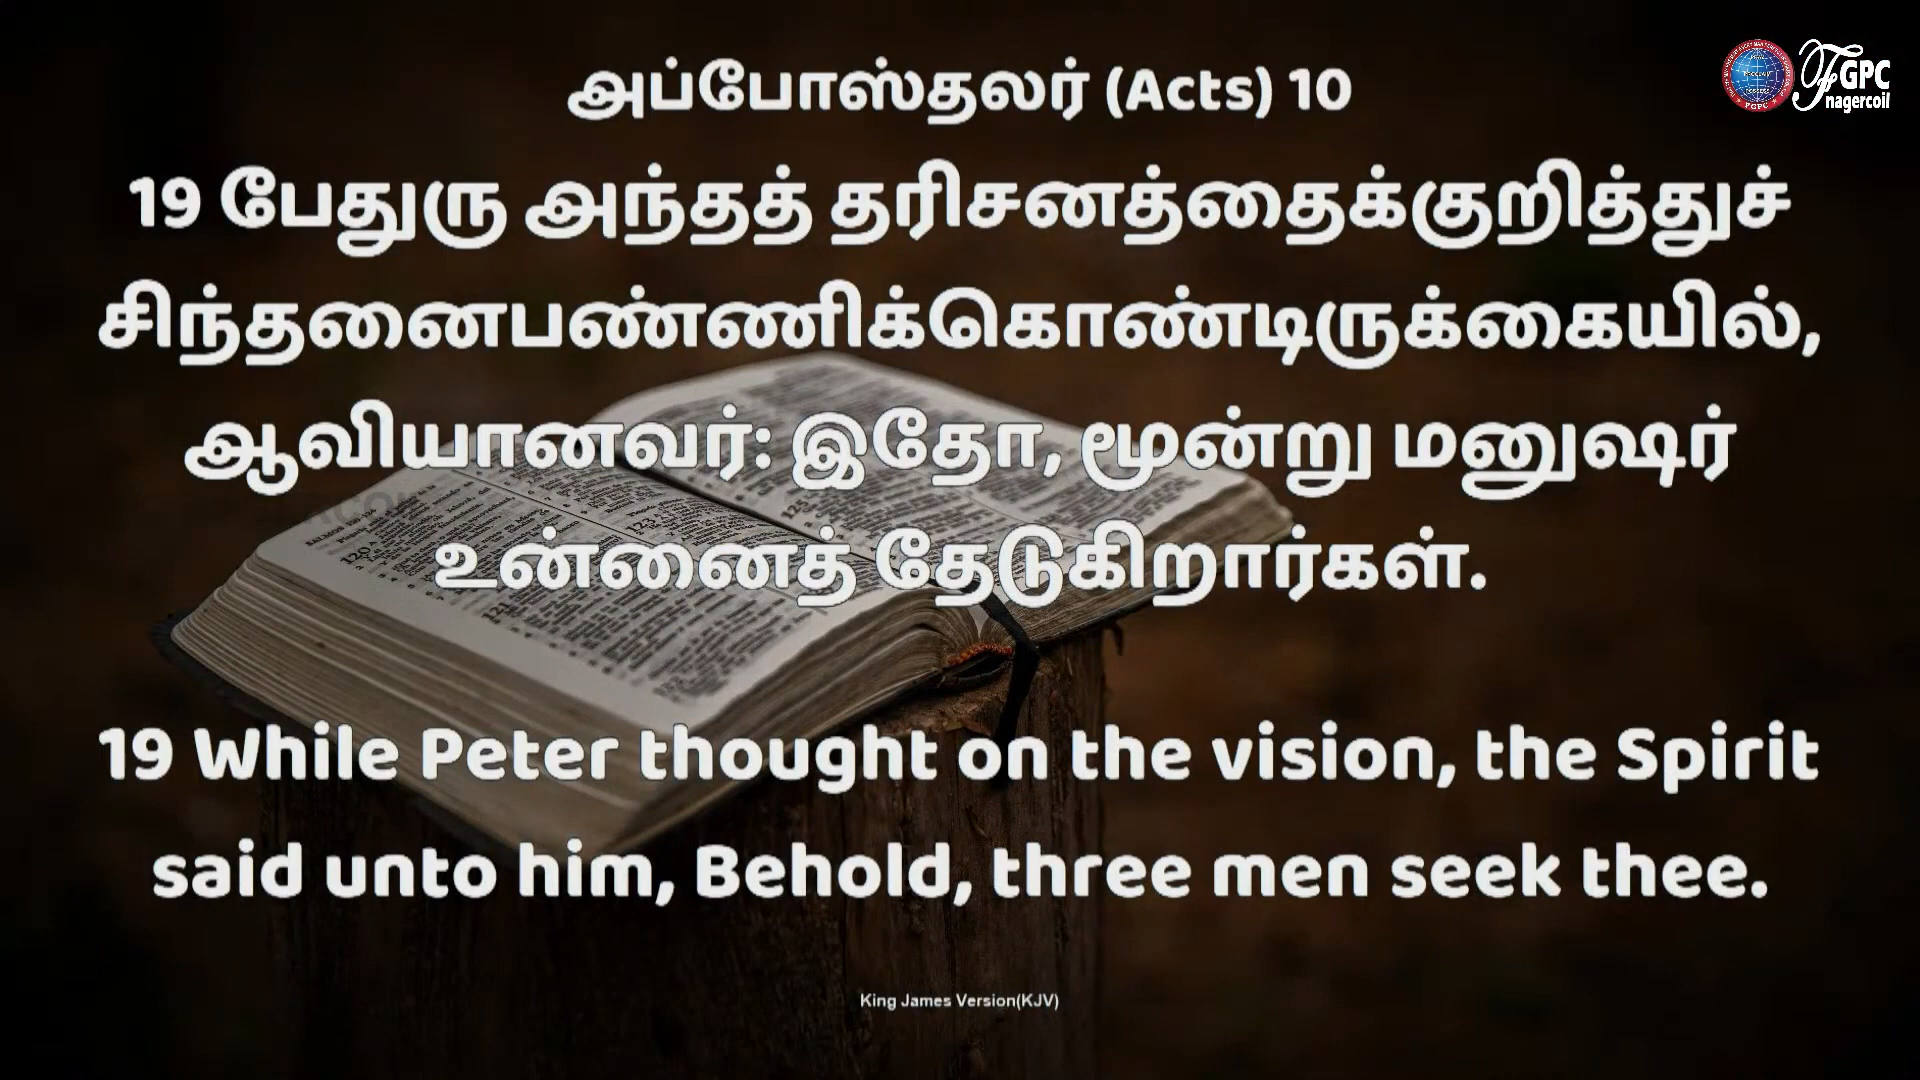 அப்போஸ்தலர் (Acts) 10
FGPC
nagercoil
19 பேதுரு அந்தத் தரிசனத்தைக்குறித்துச்
சிந்தனைபண்ணிக்கொண்டிருக்கையில்,
ஆவியானவர்: இதோ, மூன்று மனுஷர்
உன்னைத் தேடுகிறார்கள்.
19 While Peter thought on the vision, the Spirit
said unto him, Behold, three men seek thee.
King James Version(KJV)